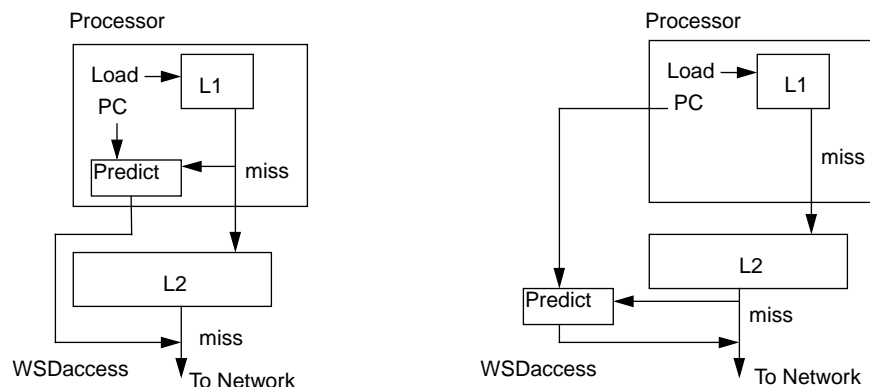 Processor
Load
L1
PC
Predict
miss
L2
miss
WSDaccess
To Network
Processor
Load
L1
PC
miss
L2
Predict
miss
WSDaccess
To Network